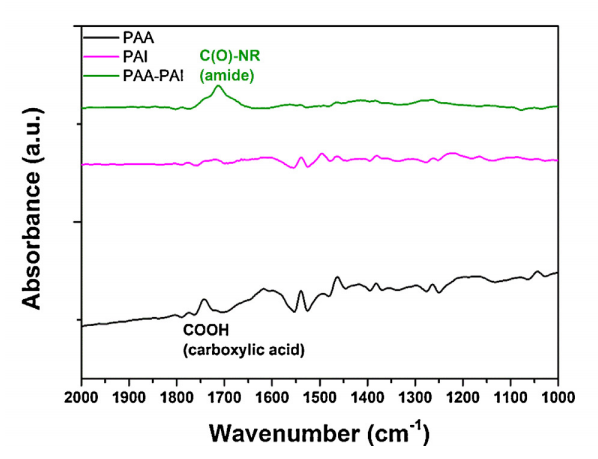 PAA
PAI
PAA-PAI
C(O)-NR
(amide)
COOH
(carboxylic acid)
Absorbance (a.u.)
2000 1900 1800 1700 1600 1500 1400 1300 1200 1100 1000
Wavenumber (cm⁻¹)